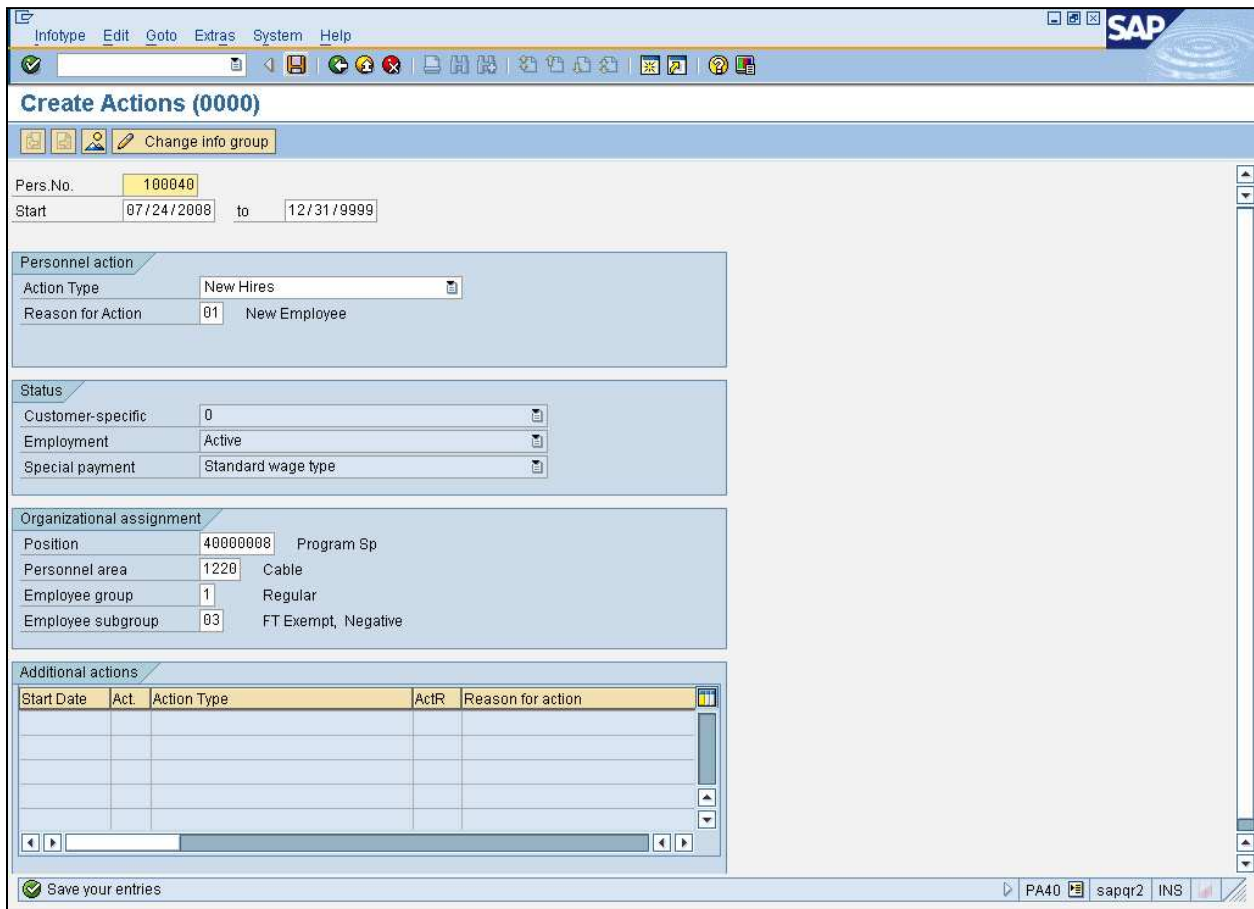 Infotype Edit Goto Extras System Help
SAP
Create Actions (0000)
Change info group
Pers.No. 100040
Start 07/24/2008 to 12/31/9999
Personnel action
Action Type New Hires
Reason for Action 01 New Employee
Status
Customer-specific 0
Employment Active
Special payment Standard wage type
Organizational assignment
Position 40000008 Program Sp
Personnel area 1220 Cable
Employee group 1 Regular
Employee subgroup 03 FT Exempt, Negative
Additional actions
Start Date Act. Action Type ActR Reason for action
Save your entries PA40 sapqr2 INS